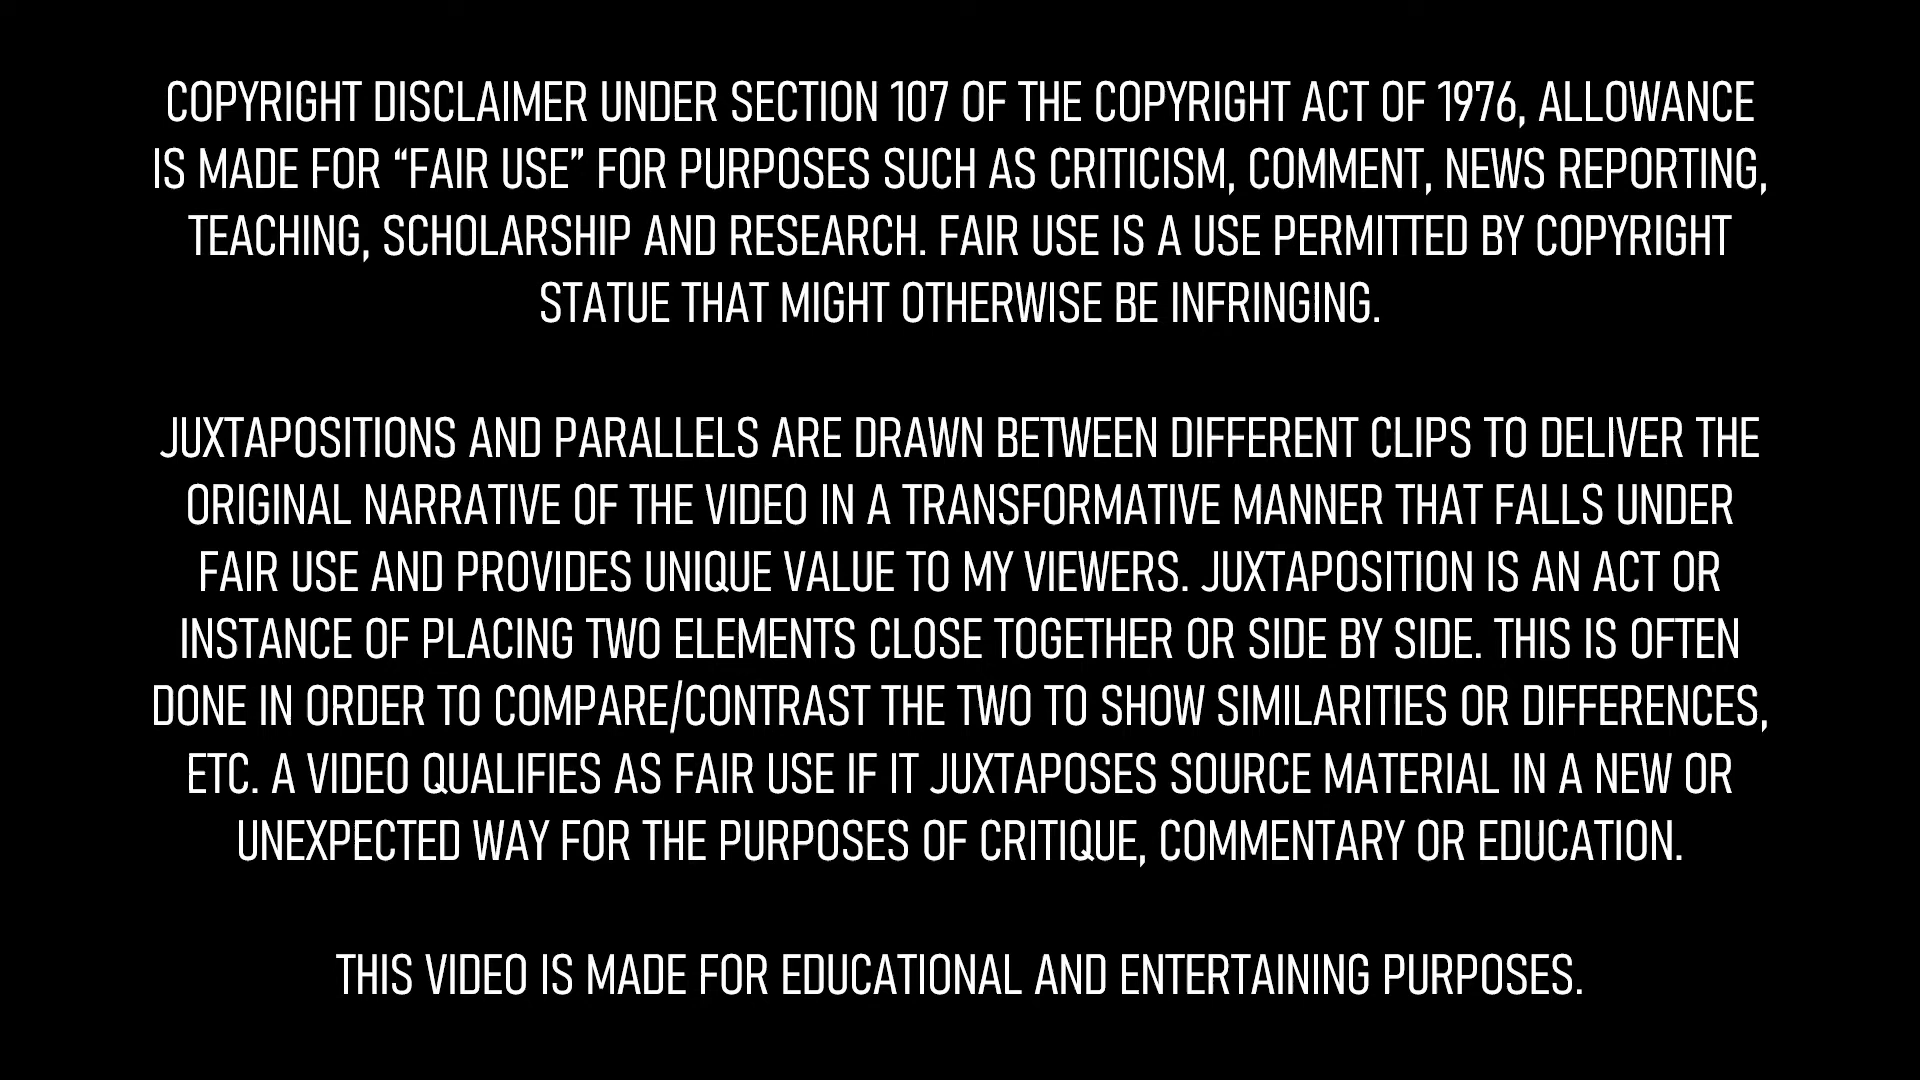 COPYRIGHT DISCLAIMER UNDER SECTION 107 OF THE COPYRIGHT ACT OF 1976, ALLOWANCE
IS MADE FOR “FAIR USE” FOR PURPOSES SUCH AS CRITICISM, COMMENT, NEWS REPORTING,
TEACHING, SCHOLARSHIP AND RESEARCH. FAIR USE IS A USE PERMITTED BY COPYRIGHT
STATUE THAT MIGHT OTHERWISE BE INFRINGING.
JUXTAPOSITIONS AND PARALLELS ARE DRAWN BETWEEN DIFFERENT CLIPS TO DELIVER THE
ORIGINAL NARRATIVE OF THE VIDEO IN A TRANSFORMATIVE MANNER THAT FALLS UNDER
FAIR USE AND PROVIDES UNIQUE VALUE TO MY VIEWERS. JUXTAPOSITION IS AN ACT OR
INSTANCE OF PLACING TWO ELEMENTS CLOSE TOGETHER OR SIDE BY SIDE. THIS IS OFTEN
DONE IN ORDER TO COMPARE/CONTRAST THE TWO TO SHOW SIMILARITIES OR DIFFERENCES,
ETC. A VIDEO QUALIFIES AS FAIR USE IF IT JUXTAPOSES SOURCE MATERIAL IN A NEW OR
UNEXPECTED WAY FOR THE PURPOSES OF CRITIQUE, COMMENTARY OR EDUCATION.
THIS VIDEO IS MADE FOR EDUCATIONAL AND ENTERTAINING PURPOSES.